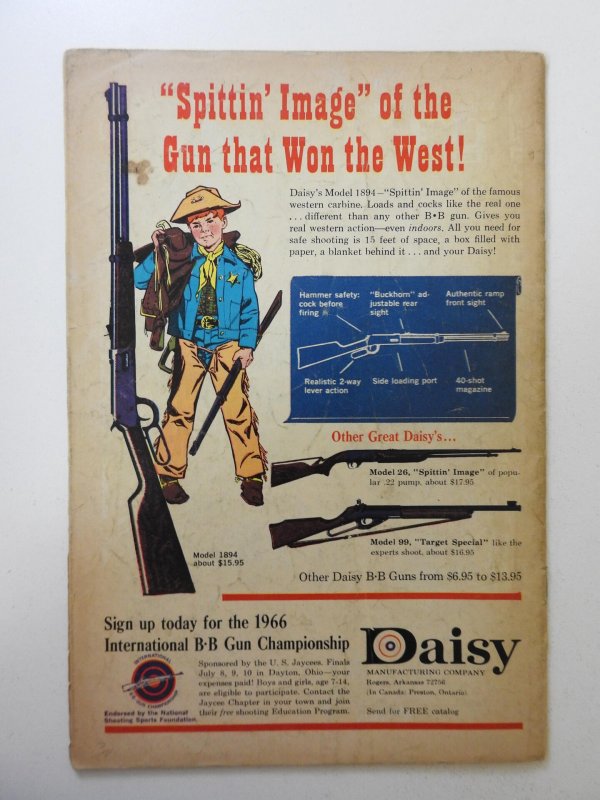 "Spittin' Image" of the
Gun that Won the West!
Daisy's Model 1894—"Spittin' Image" of the famous
western carbine. Loads and cocks like the real one
. . . different than any other B•B gun. Gives you
real western action—even indoors. All you need for
safe shooting is 15 feet of space, a box filled with
paper, a blanket behind it . . . and your Daisy!
Hammer safety:
cock before
firing
"Buckhorn" ad-
justable rear
sight
Authentic ramp
front sight
Realistic 2-way
lever action
Side loading port
40-shot
magazine
Other Great Daisy's...
Model 26, "Spittin' Image" of popu-
lar .22 pump, about $17.95
Model 99, "Target Special" like the
experts shoot, about $16.95
Model 1894
about $15.95
Other Daisy B•B Guns from $6.95 to $13.95
Sign up today for the 1966
International B•B Gun Championship
INTERNATIONAL
B•B GUN CHAMPIONSHIP
Endorsed by the National
Shooting Sports Foundation
Sponsored by the U. S. Jaycees. Finals
July 8, 9, 10 in Dayton, Ohio—your
expenses paid! Boys and girls, age 7-14,
are eligible to participate. Contact the
Jaycee Chapter in your town and join
their free shooting Education Program.
Daisy
MANUFACTURING COMPANY
Rogers, Arkansas 72756
(In Canada: Preston, Ontario)
Send for FREE catalog